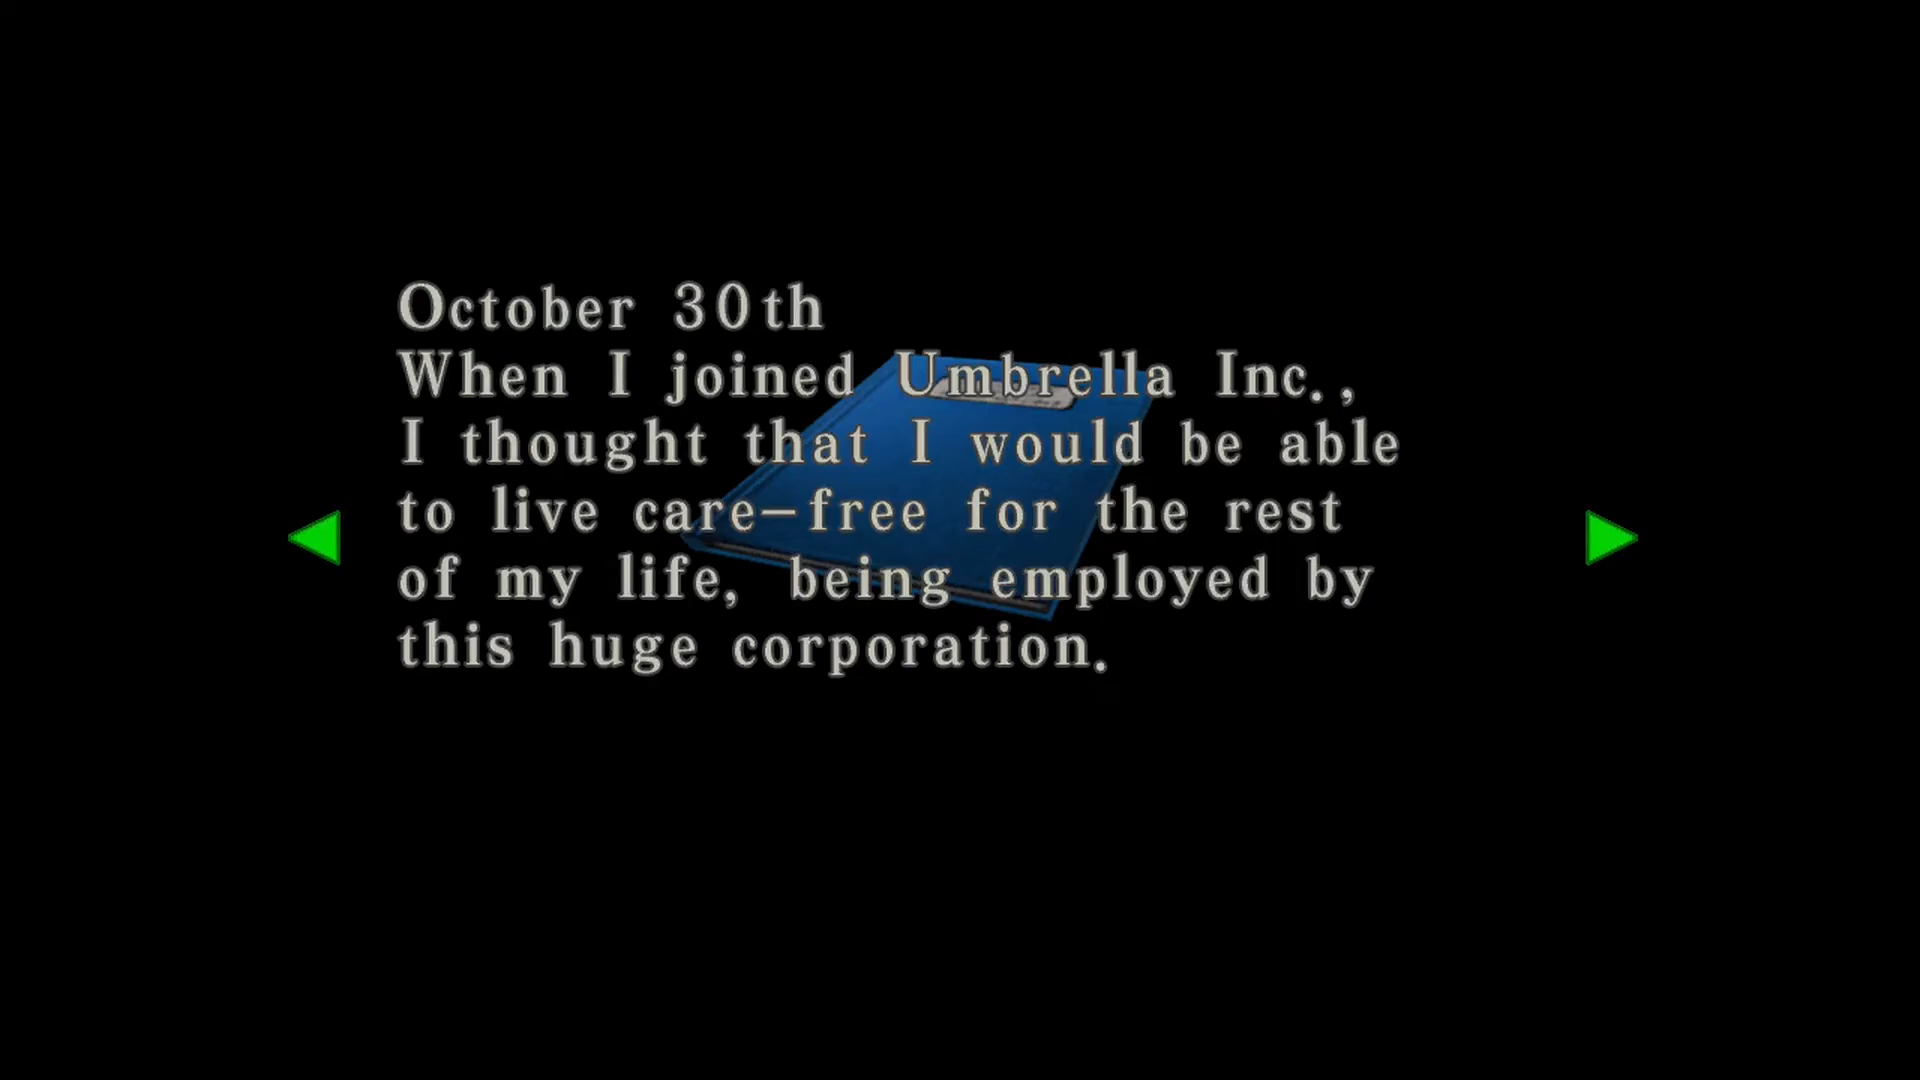 October 30th
When I joined Umbrella Inc.,
I thought that I would be able
to live care-free for the rest
of my life, being employed by
this huge corporation.